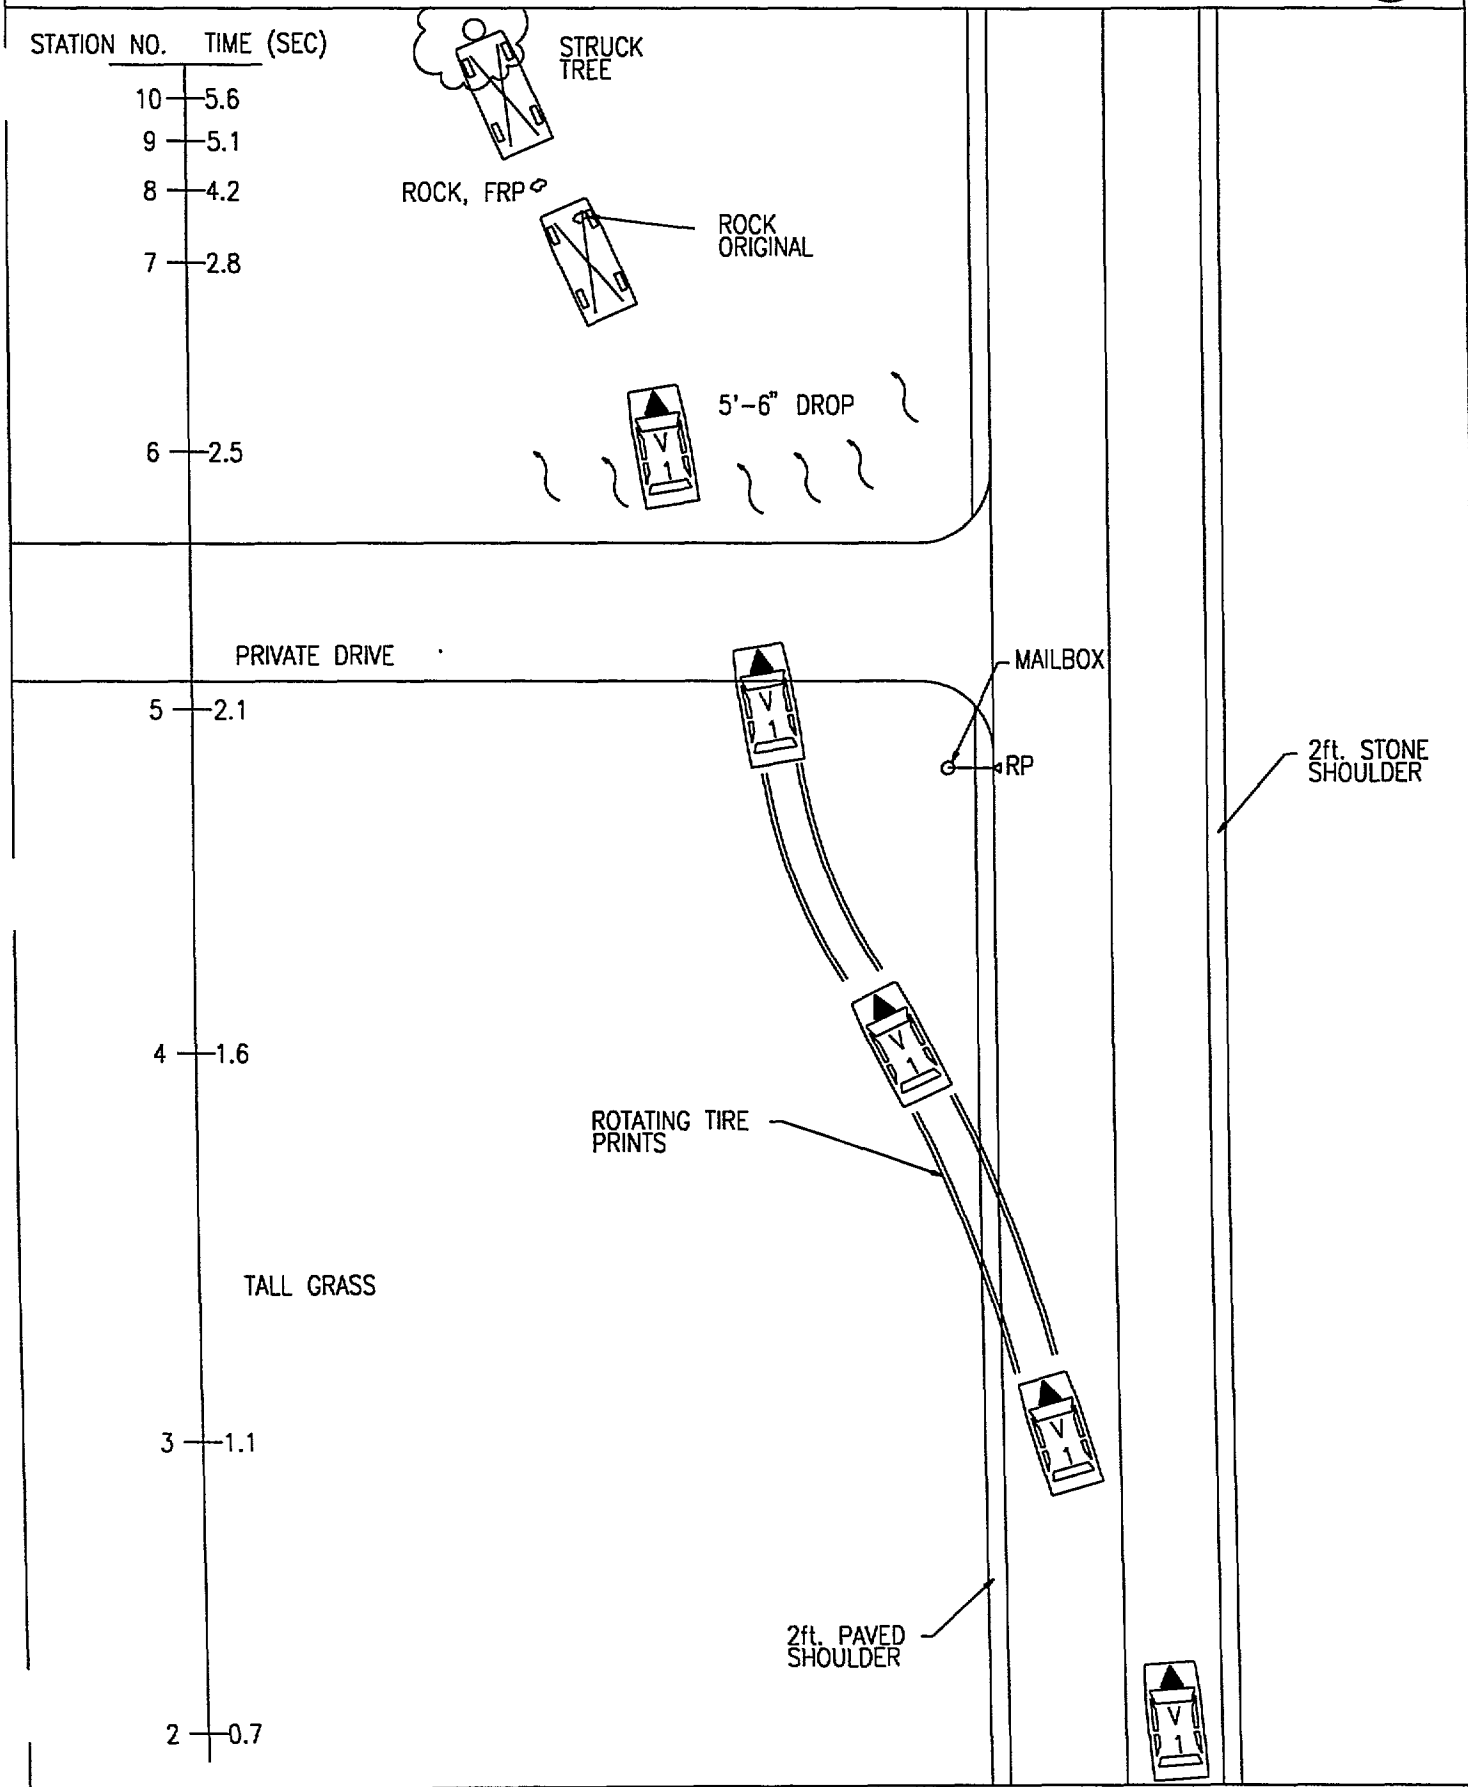 STATION NO. TIME (SEC)
STRUCK
TREE
10 5.6
9 5.1
8 4.2
ROCK, FRP
ROCK
ORIGINAL
7 2.8
5'-6" DROP
6 2.5
V
1
PRIVATE DRIVE
MAILBOX
5 2.1
V
1
RP
2ft. STONE
SHOULDER
4 1.6
V
1
ROTATING TIRE
PRINTS
TALL GRASS
3 1.1
V
1
2ft. PAVED
SHOULDER
2 0.7
V
1